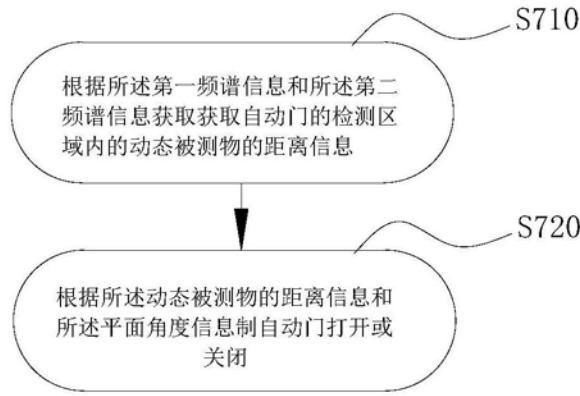 S710
根据所述第一频谱信息和所述第二
频谱信息获取获取自动门的检测区
域内的动态被测物的距离信息
S720
根据所述动态被测物的距离信息和
所述平面角度信息制自动门打开或
关闭